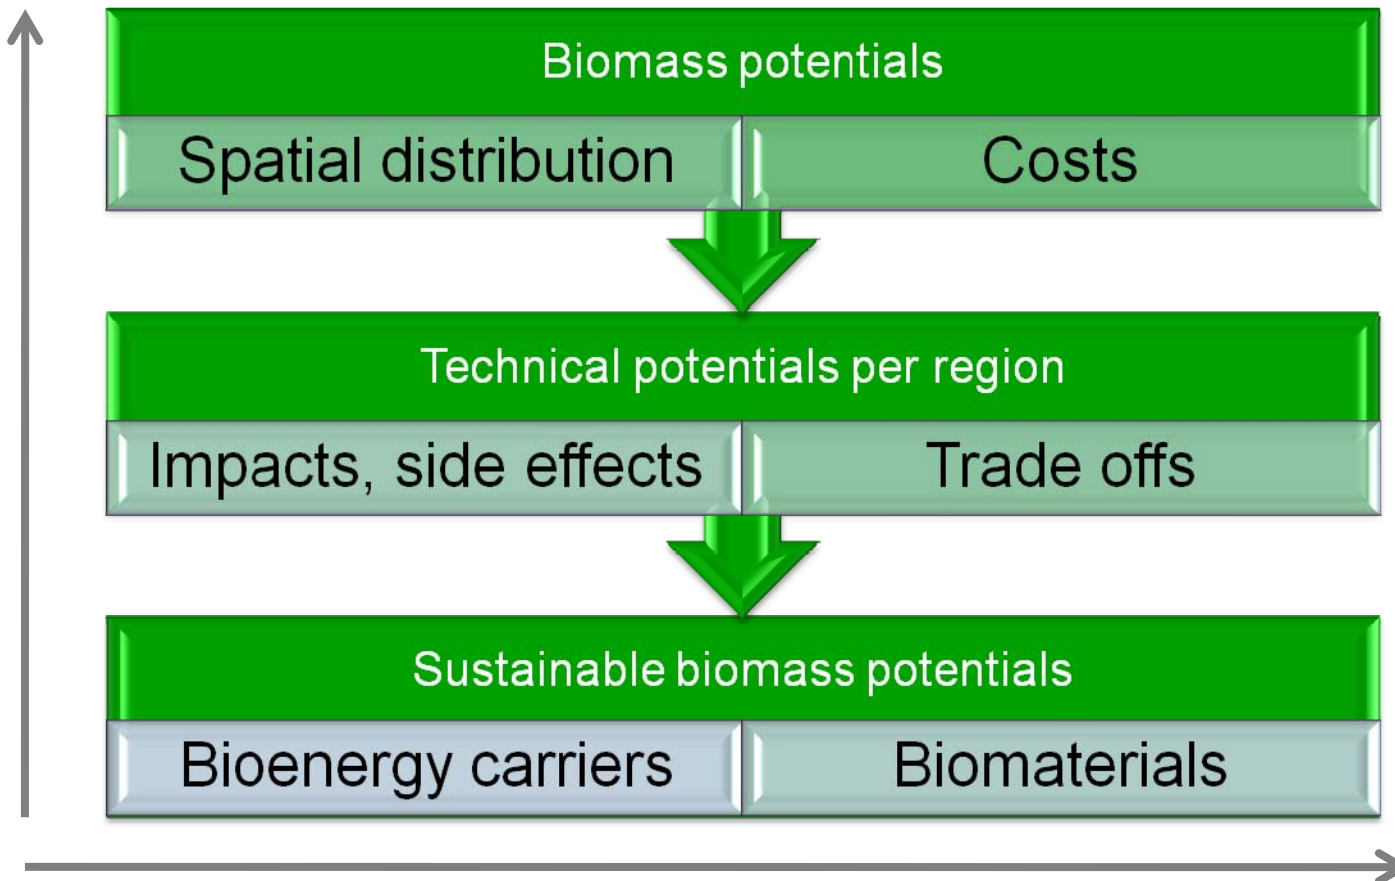 Biomass potentials
Spatial distribution
Costs
Technical potentials per region
Impacts, side effects
Trade offs
Sustainable biomass potentials
Bioenergy carriers
Biomaterials